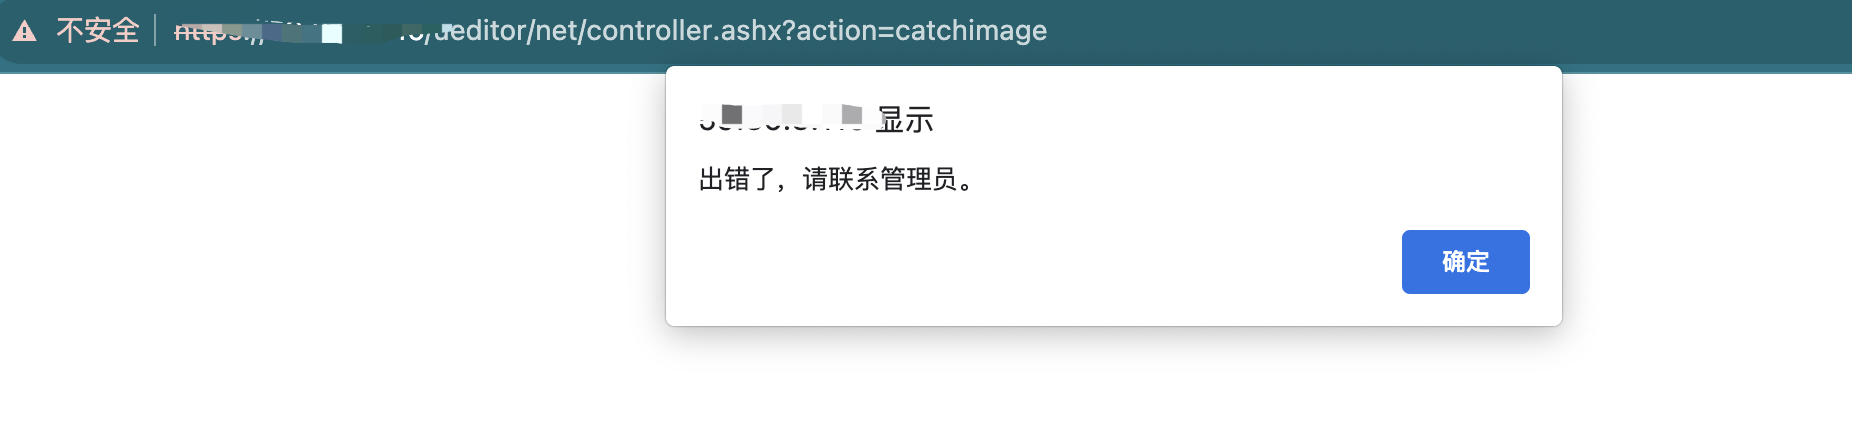 不安全
/ueditor/net/controller.ashx?action=catchimage
显示
出错了，请联系管理员。
确定